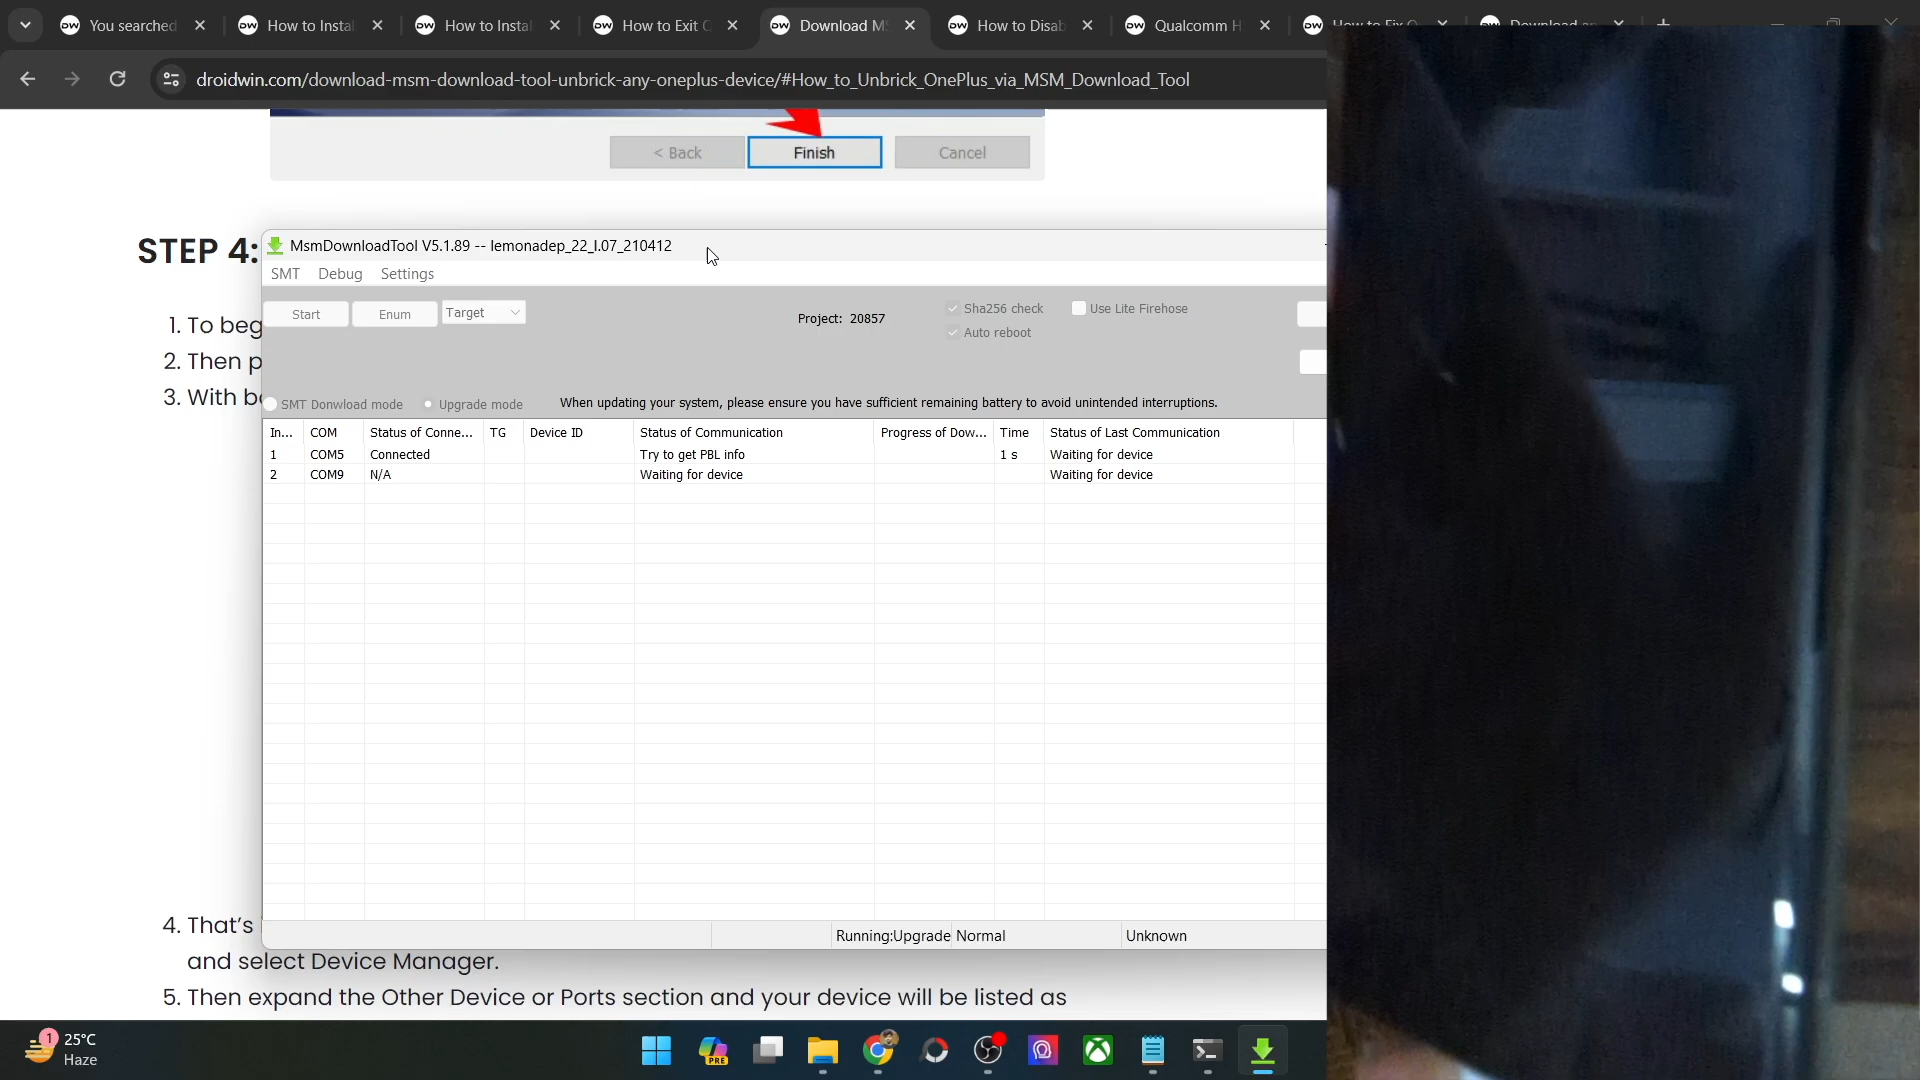 You searched
How to Instal
How to Instal
How to Exit
Download M
How to Disab
Qualcomm H
droidwin.com/download-msm-download-tool-unbrick-any-oneplus-device/#How_to_Unbrick_OnePlus_via_MSM_Download_Tool
< Back
Finish
Cancel
STEP 4:
1. To beg
2. Then p
3. With b
MsmDownloadTool V5.1.89 -- lemonadep_22_I.07_210412
SMT Debug Settings
Start Enum Target
Project: 20857
Sha256 check
Use Lite Firehose
Auto reboot
SMT Donwload mode
Upgrade mode
When updating your system, please ensure you have sufficient remaining battery to avoid unintended interruptions.
In... COM Status of Conne... TG Device ID Status of Communication Progress of Dow... Time Status of Last Communication
1 COM5 Connected Try to get PBL info 1 s Waiting for device
2 COM9 N/A Waiting for device Waiting for device
Running:Upgrade Normal Unknown
4. That's
and select Device Manager.
5. Then expand the Other Device or Ports section and your device will be listed as
1
25°C
Haze
PRE